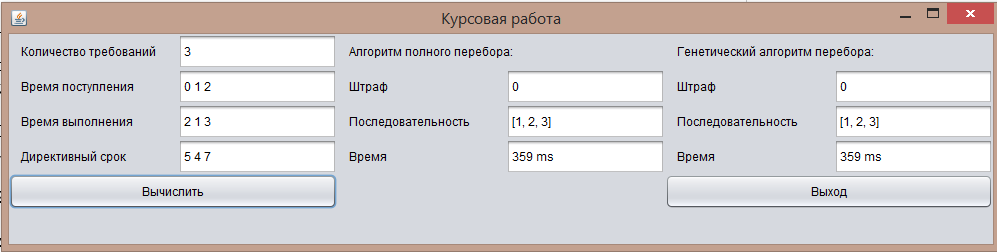 Курсовая работа
Количество требований 3 Алгоритм полного перебора: Генетический алгоритм перебора:
Время поступления 0 1 2 Штраф 0 Штраф 0
Время выполнения 2 1 3 Последовательность [1, 2, 3] Последовательность [1, 2, 3]
Директивный срок 5 4 7 Время 359 ms Время 359 ms
Вычислить Выход